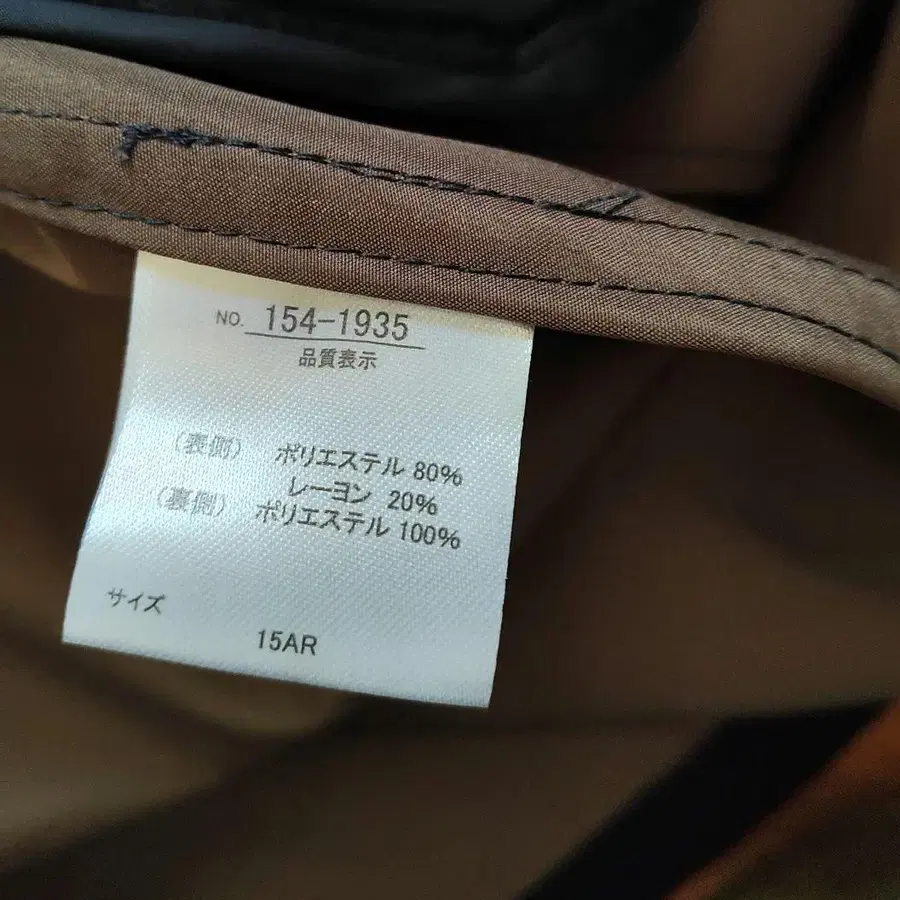 NO. 154-1935
品質表示
(表側) ポリエステル 80%
レーヨン 20%
(裏側) ポリエステル 100%
サイズ
15AR